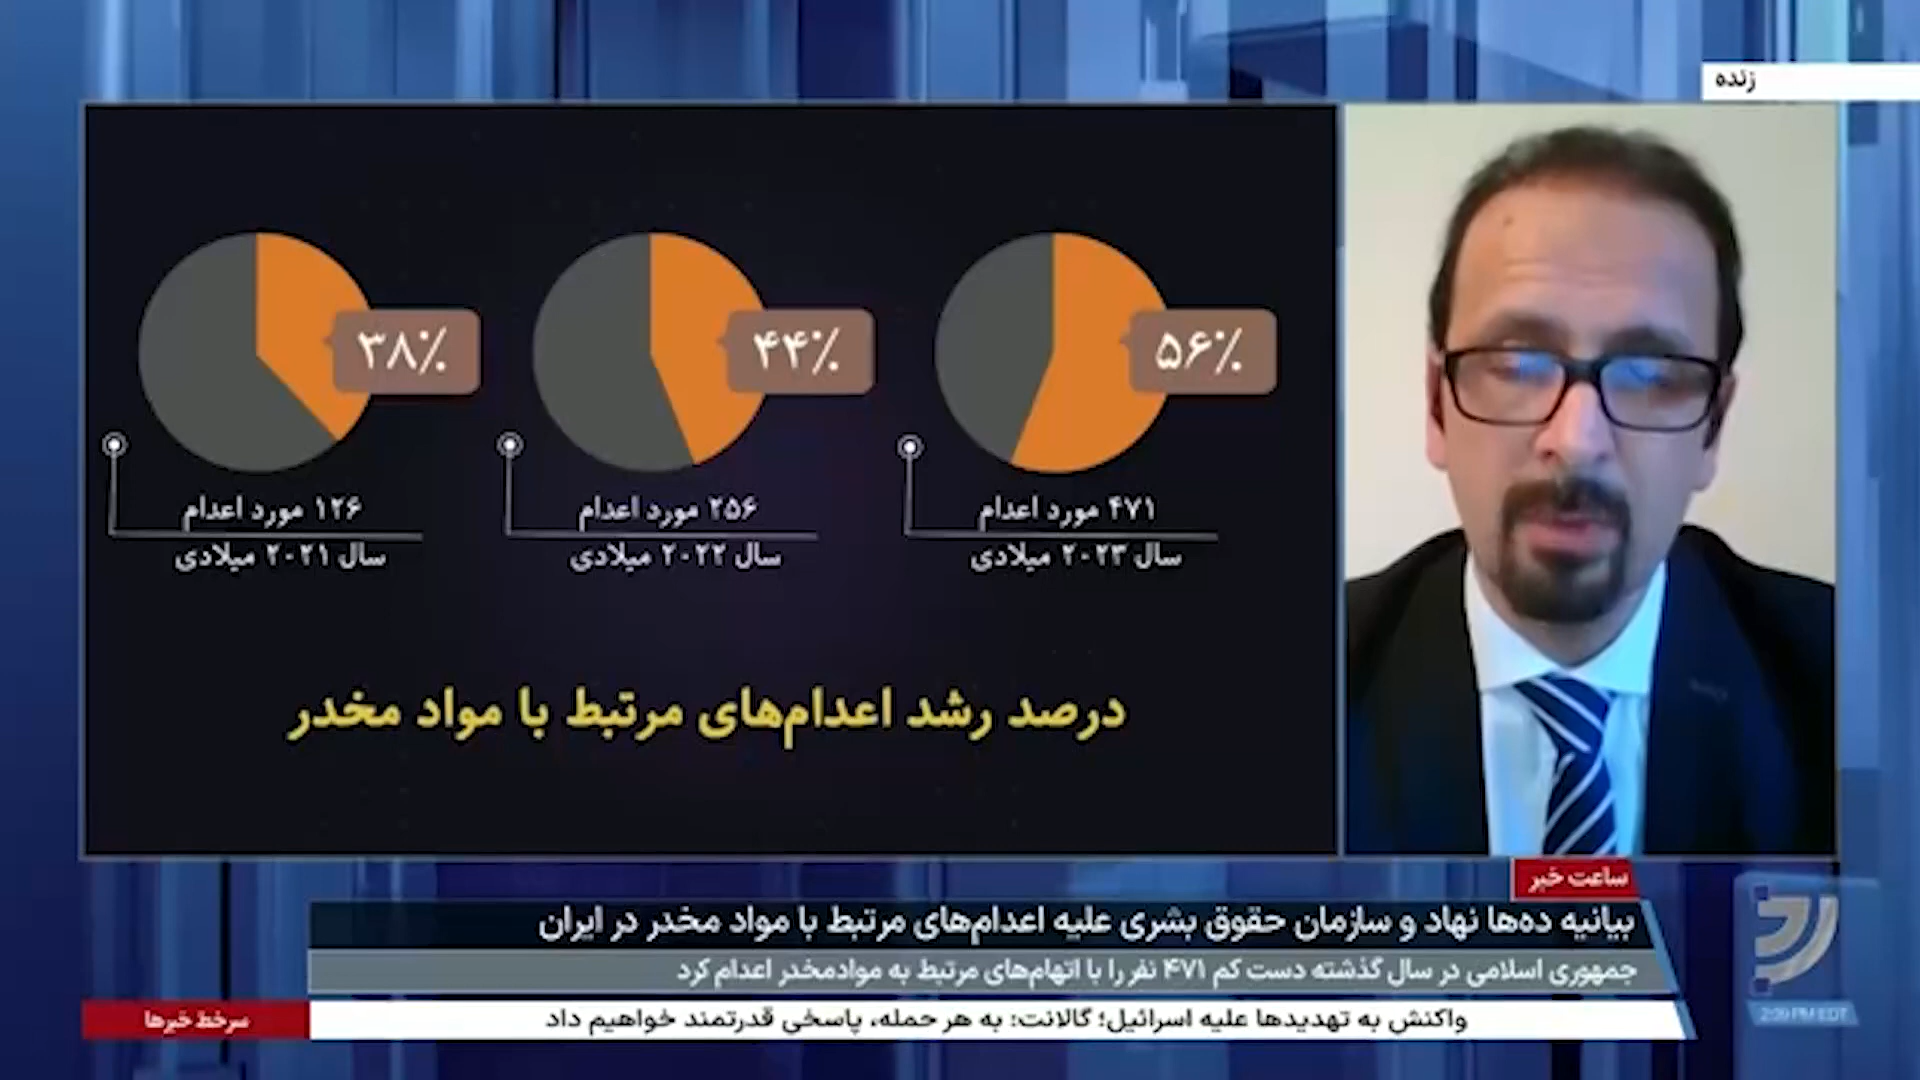 زنده
۳۸٪
۴۴٪
۵۶٪
۱۲۶ مورد اعدام
سال ۲۰۲۱ میلادی
۲۵۶ مورد اعدام
سال ۲۰۲۲ میلادی
۴۷۱ مورد اعدام
سال ۲۰۲۳ میلادی
درصد رشد اعدام‌های مرتبط با مواد مخدر
ساعت خبر
بیانیه ده‌ها نهاد و سازمان حقوق بشری علیه اعدام‌های مرتبط با مواد مخدر در ایران
جمهوری اسلامی در سال گذشته دست کم ۴۷۱ نفر را با اتهام‌های مرتبط به موادمخدر اعدام کرد
سرخط خبرها
واکنش به تهدیدها علیه اسرائیل؛ گالانت: به هر حمله، پاسخی قدرتمند خواهیم داد
2:09 PM EDT